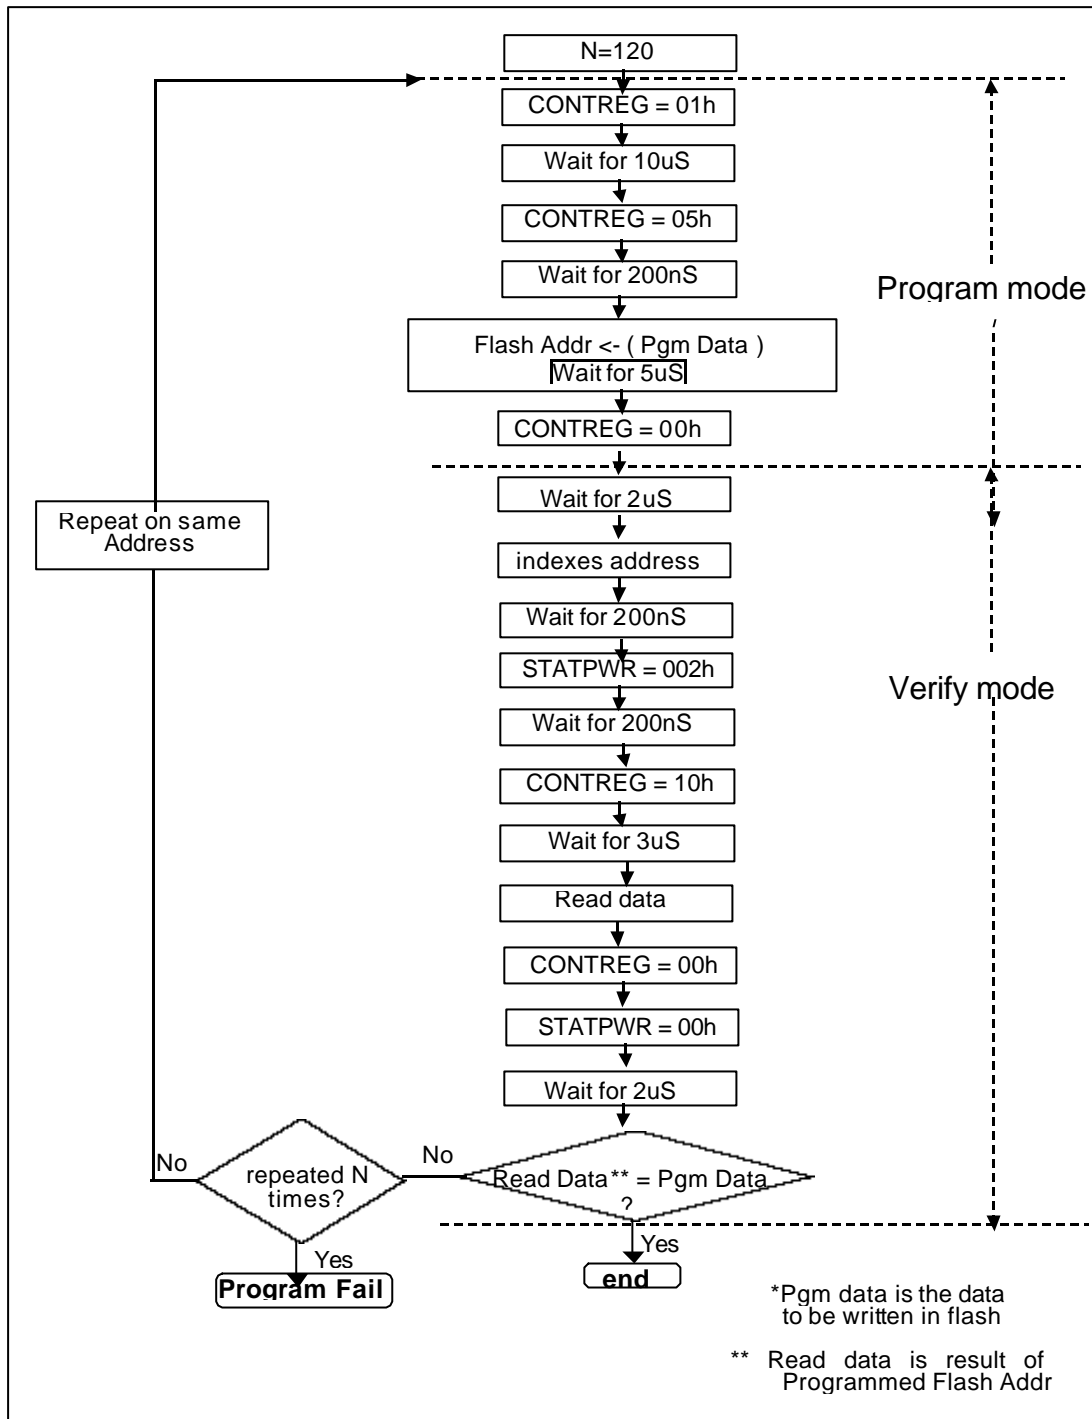 N=120
CONTREG = 01h
Wait for 10uS
CONTREG = 05h
Wait for 200nS
Program mode
Flash Addr <- ( Pgm Data )
Wait for 5uS
CONTREG = 00h
Wait for 2uS
Repeat on same
Address
indexes address
Wait for 200nS
STATPWR = 002h
Verify mode
Wait for 200nS
CONTREG = 10h
Wait for 3uS
Read data
CONTREG = 00h
STATPWR = 00h
Wait for 2uS
No
repeated N
times?
No
Read Data** = Pgm Data
?
Yes
Program Fail
Yes
end
*Pgm data is the data
to be written in flash
** Read data is result of
Programmed Flash Addr